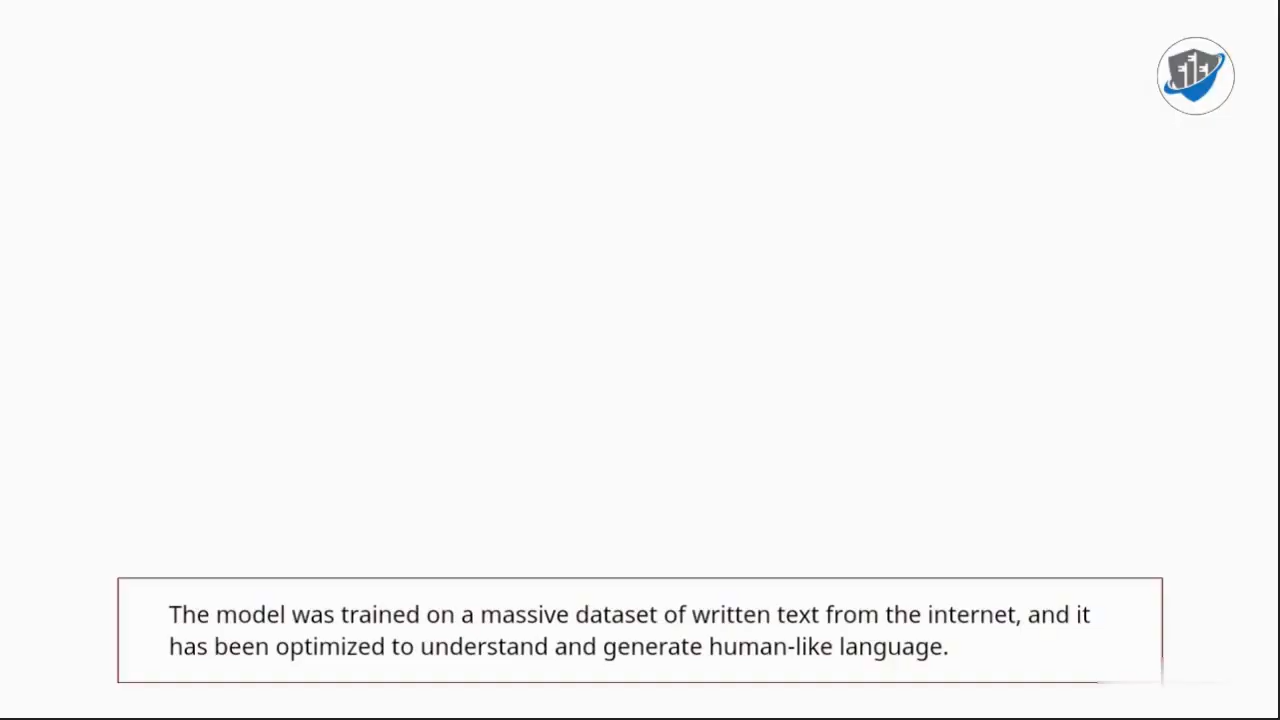 The model was trained on a massive dataset of written text from the internet, and it
has been optimized to understand and generate human-like language.